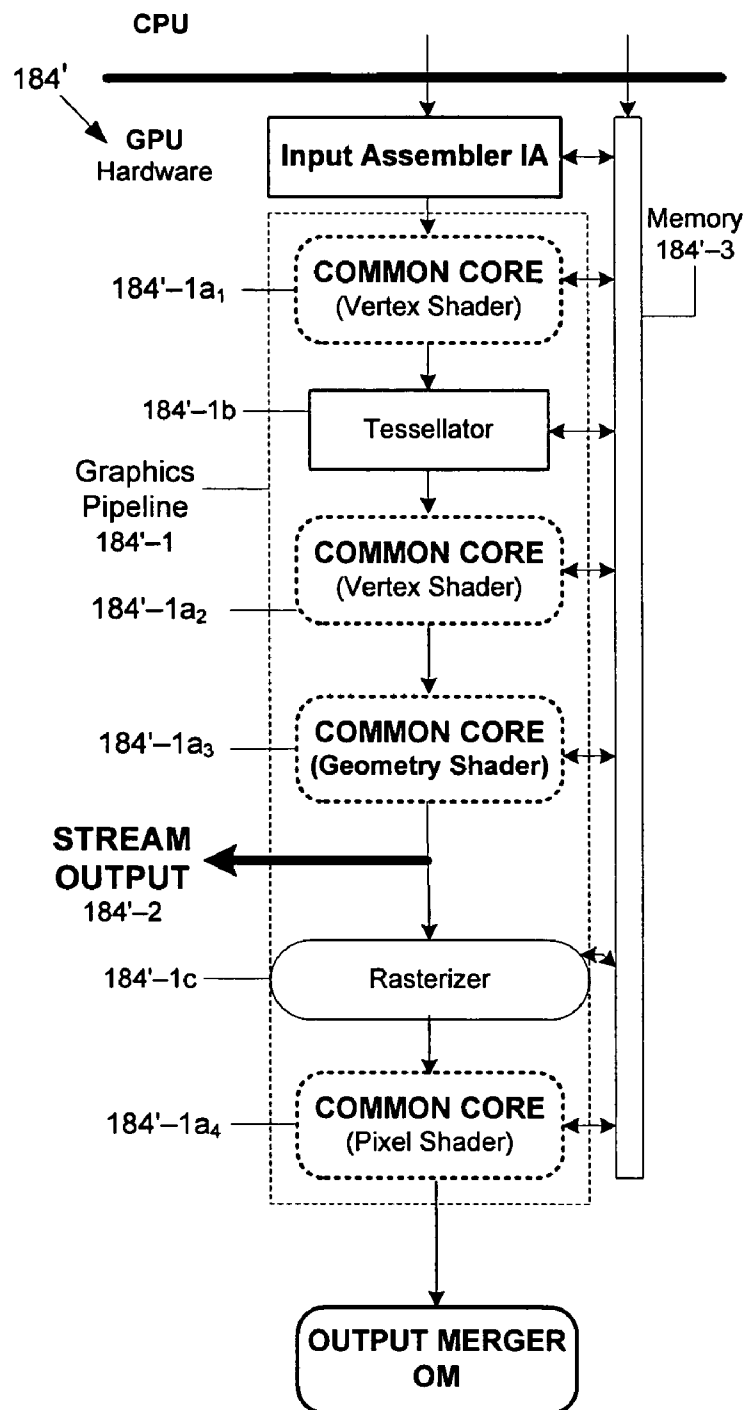 CPU
184'
GPU
Hardware
Input Assembler IA
Memory
184'–3
COMMON CORE
(Vertex Shader)
184'–1a₁
184'–1b
Tessellator
Graphics
Pipeline
184'–1
COMMON CORE
(Vertex Shader)
184'–1a₂
COMMON CORE
(Geometry Shader)
184'–1a₃
STREAM
OUTPUT
184'–2
184'–1c
Rasterizer
COMMON CORE
(Pixel Shader)
184'–1a₄
OUTPUT MERGER
OM